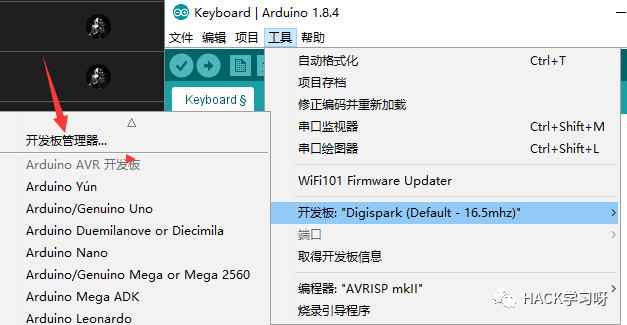 Keyboard | Arduino 1.8.4
文件 编辑 项目 工具 帮助
Keyboard §
自动格式化 Ctrl+T
项目存档
修正编码并重新加载
串口监视器 Ctrl+Shift+M
串口绘图器 Ctrl+Shift+L
WiFi101 Firmware Updater
开发板: "Digispark (Default - 16.5mhz)"
端口
取得开发板信息
编程器: "AVRISP mkII"
烧录引导程序
开发板管理器...
Arduino AVR 开发板
Arduino Yún
Arduino/Genuino Uno
Arduino Duemilanove or Diecimila
Arduino Nano
Arduino/Genuino Mega or Mega 2560
Arduino Mega ADK
Arduino Leonardo
HACK学习呀